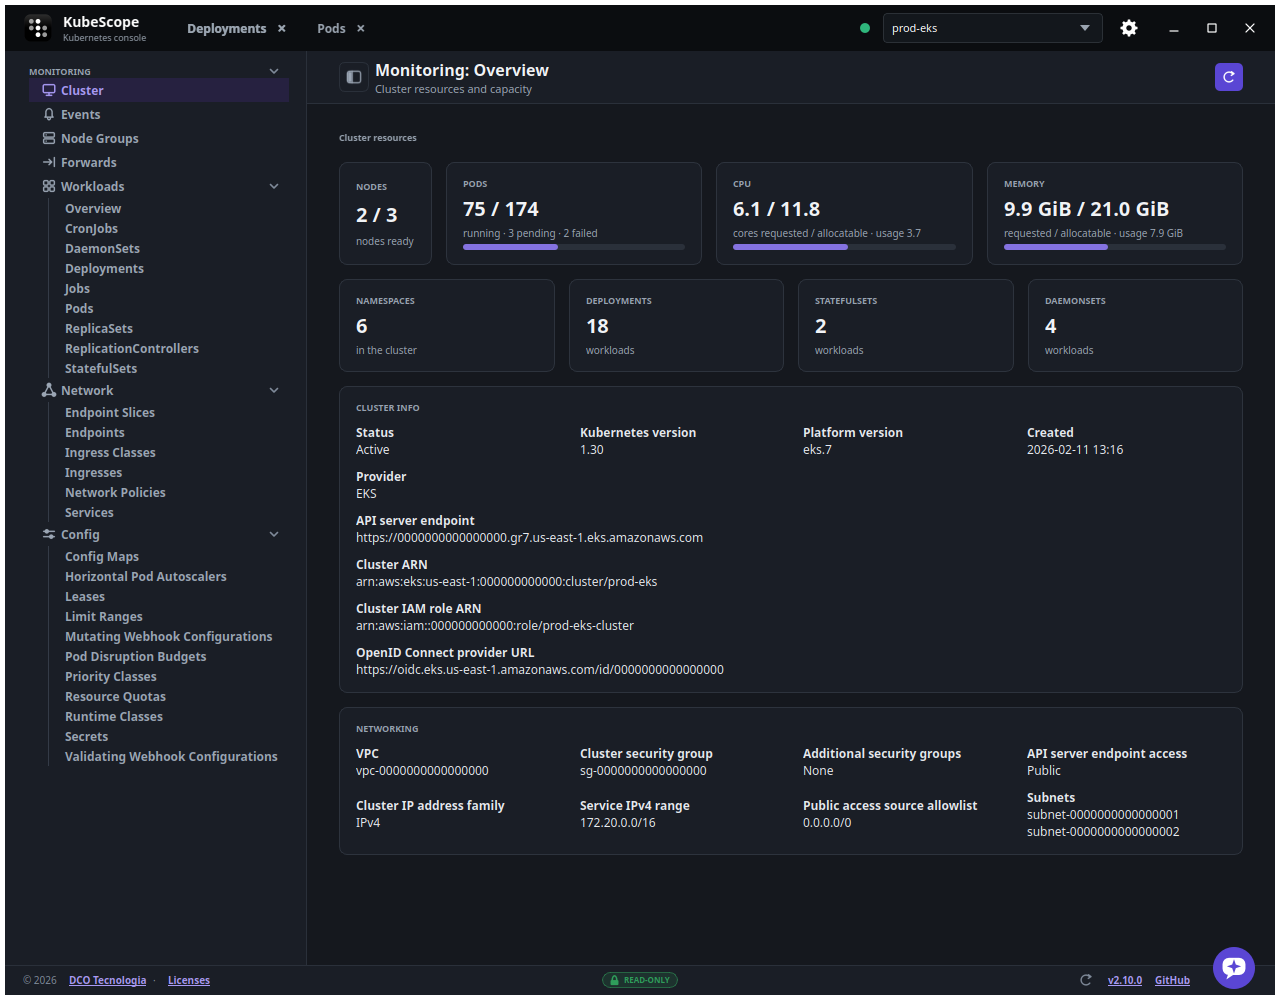 KubeScope
Kubernetes console
Deployments ×
Pods ×
prod-eks
MONITORING
Cluster
Events
Node Groups
Forwards
Workloads
Overview
CronJobs
DaemonSets
Deployments
Jobs
Pods
ReplicaSets
ReplicationControllers
StatefulSets
Network
Endpoint Slices
Endpoints
Ingress Classes
Ingresses
Network Policies
Services
Config
Config Maps
Horizontal Pod Autoscalers
Leases
Limit Ranges
Mutating Webhook Configurations
Pod Disruption Budgets
Priority Classes
Resource Quotas
Runtime Classes
Secrets
Validating Webhook Configurations
Monitoring: Overview
Cluster resources and capacity
Cluster resources
NODES
2 / 3
nodes ready
PODS
75 / 174
running · 3 pending · 2 failed
CPU
6.1 / 11.8
cores requested / allocatable · usage 3.7
MEMORY
9.9 GiB / 21.0 GiB
requested / allocatable · usage 7.9 GiB
NAMESPACES
6
in the cluster
DEPLOYMENTS
18
workloads
STATEFULSETS
2
workloads
DAEMONSETS
4
workloads
CLUSTER INFO
Status
Active
Kubernetes version
1.30
Platform version
eks.7
Created
2026-02-11 13:16
Provider
EKS
API server endpoint
https://0000000000000000.gr7.us-east-1.eks.amazonaws.com
Cluster ARN
arn:aws:eks:us-east-1:000000000000:cluster/prod-eks
Cluster IAM role ARN
arn:aws:iam::000000000000:role/prod-eks-cluster
OpenID Connect provider URL
https://oidc.eks.us-east-1.amazonaws.com/id/0000000000000000
NETWORKING
VPC
vpc-0000000000000000
Cluster security group
sg-0000000000000000
Additional security groups
None
API server endpoint access
Public
Cluster IP address family
IPv4
Service IPv4 range
172.20.0.0/16
Public access source allowlist
0.0.0.0/0
Subnets
subnet-0000000000000001
subnet-0000000000000002
© 2026 DCO Tecnologia · Licenses
READ-ONLY
v2.10.0 GitHub